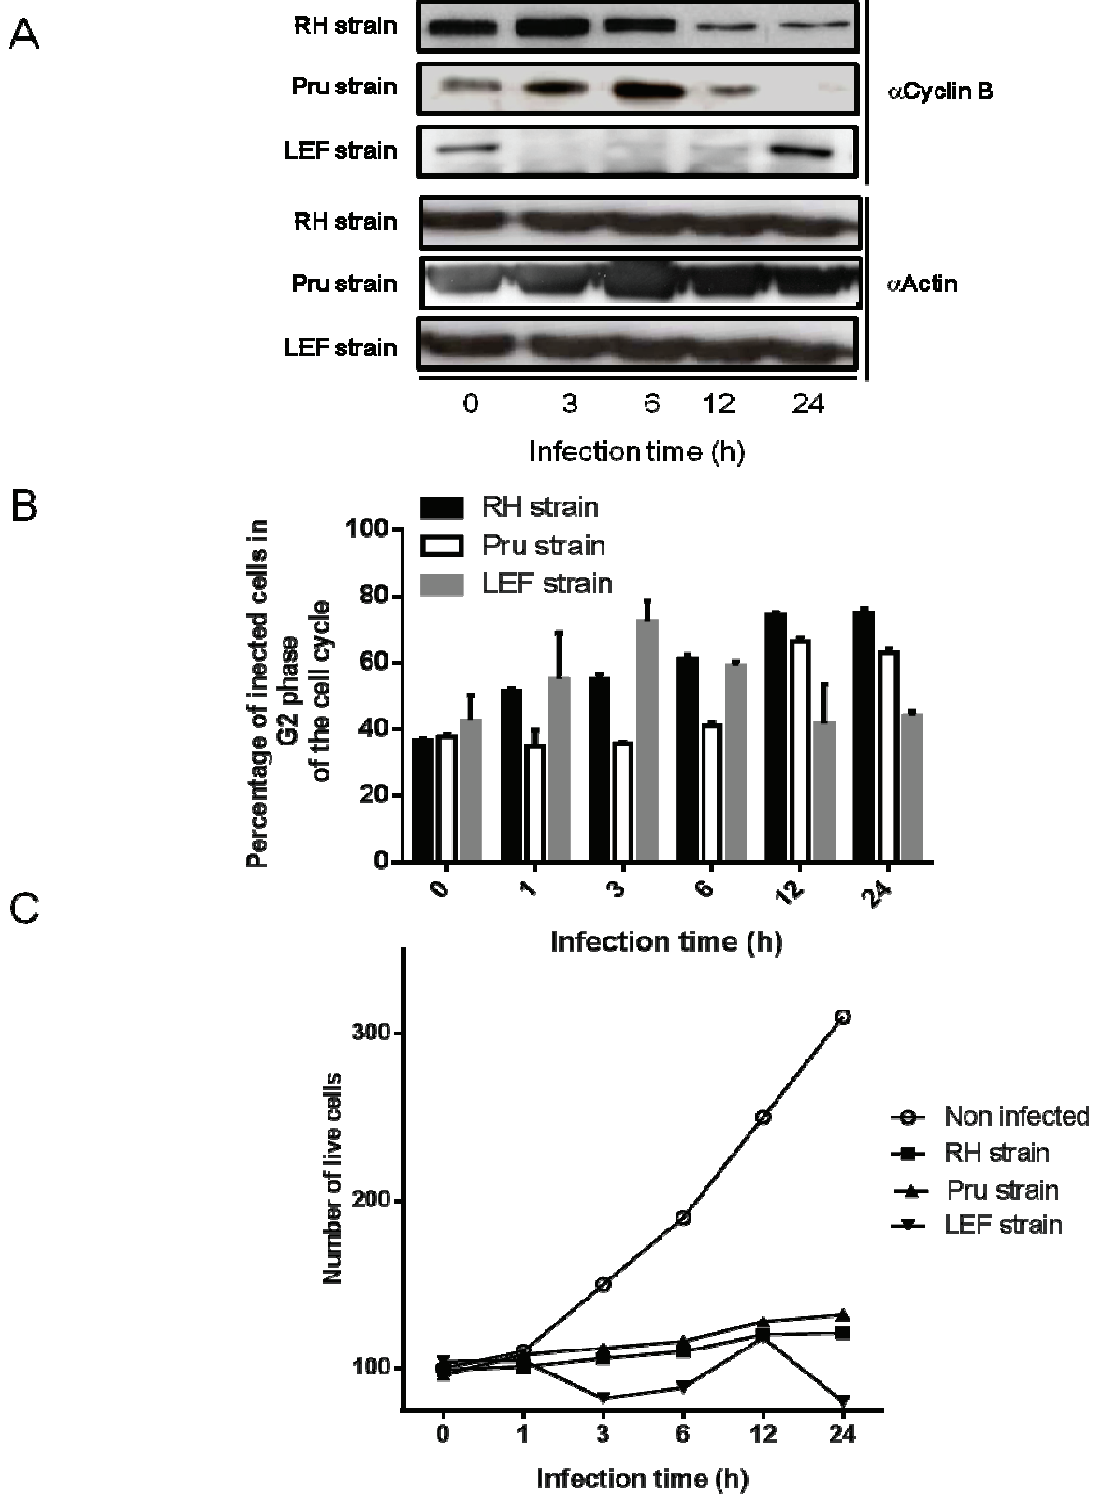 A
RH strain
Pru strain
αCyclin B
LEF strain
RH strain
Pru strain
αActin
LEF strain
0 3 6 12 24
Infection time (h)
B
RH strain
Pru strain
LEF strain
Percentage of inected cells in
G2 phase
of the cell cycle
100
80
60
40
20
0
0 1 3 6 12 24
Infection time (h)
C
Number of live cells
300
200
100
Non infected
RH strain
Pru strain
LEF strain
0 1 3 6 12 24
Infection time (h)